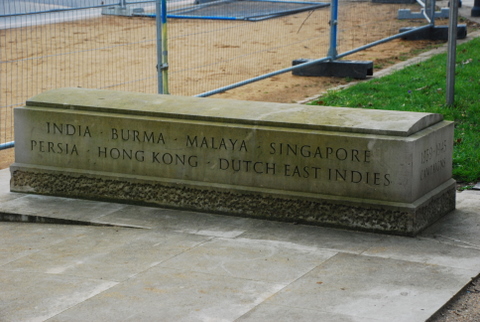 INDIA · BURMA · MALAYA · SINGAPORE
PERSIA · HONG KONG · DUTCH EAST INDIES